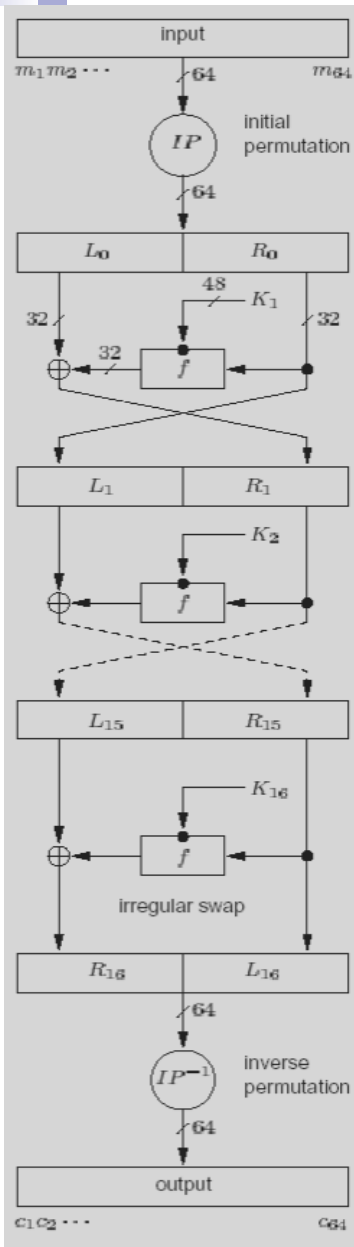 input
m₁m₂··· m₆₄
64
IP
initial
permutation
64
L₀ R₀
48
K₁
32
32
32
⊕ f
L₁ R₁
K₂
⊕ f
L₁₅ R₁₅
K₁₆
⊕ f
irregular swap
R₁₆ L₁₆
64
IP⁻¹
inverse
permutation
64
output
c₁c₂··· c₆₄